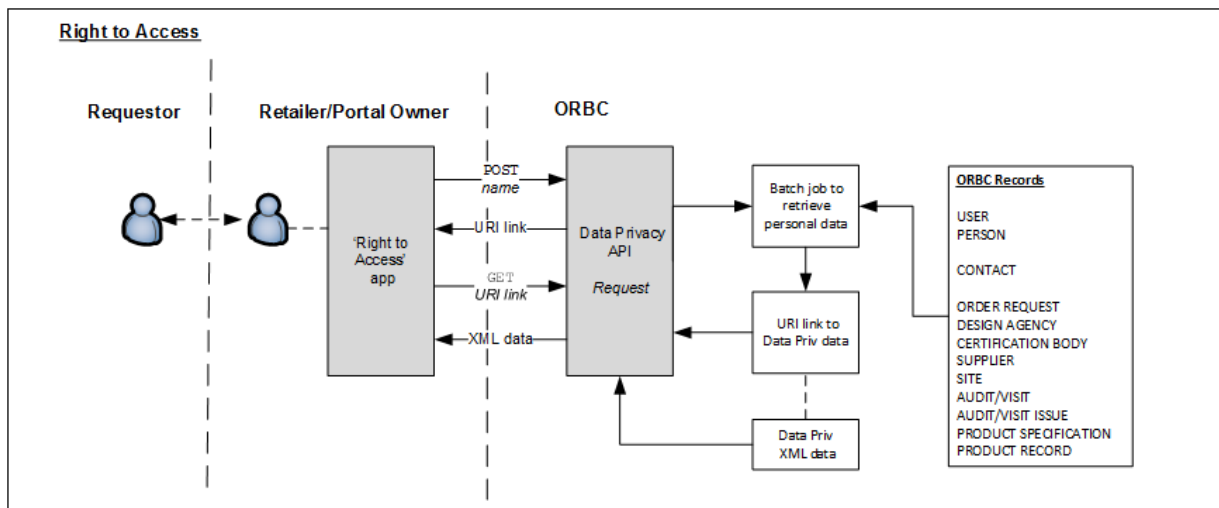 Right to Access
Requestor
Retailer/Portal Owner
ORBC
'Right to
Access'
app
POST
name
URI link
GET
URI link
XML data
Data Privacy
API
Request
Batch job to
retrieve
personal data
URI link to
Data Priv data
Data Priv
XML data
ORBC Records
USER
PERSON
CONTACT
ORDER REQUEST
DESIGN AGENCY
CERTIFICATION BODY
SUPPLIER
SITE
AUDIT/VISIT
AUDIT/VISIT ISSUE
PRODUCT SPECIFICATION
PRODUCT RECORD